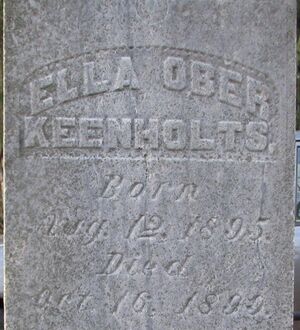 ELLA OBER
KEENHOLTS.
Born
Aug. 12, 1895.
Died
Oct. 16, 1899.